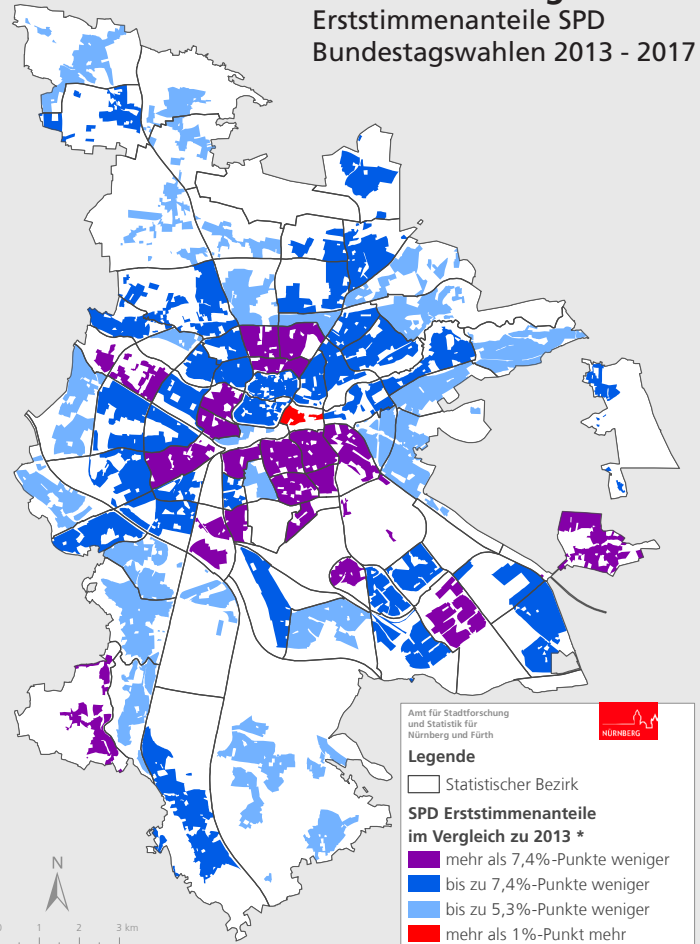 Erststimmenanteile SPD
Bundestagswahlen 2013 - 2017
Amt für Stadtforschung
und Statistik für
Nürnberg und Fürth
NÜRNBERG
Legende
Statistischer Bezirk
SPD Erststimmenanteile
im Vergleich zu 2013 *
mehr als 7,4%-Punkte weniger
bis zu 7,4%-Punkte weniger
bis zu 5,3%-Punkte weniger
mehr als 1%-Punkt mehr
N
0 1 2 3 km